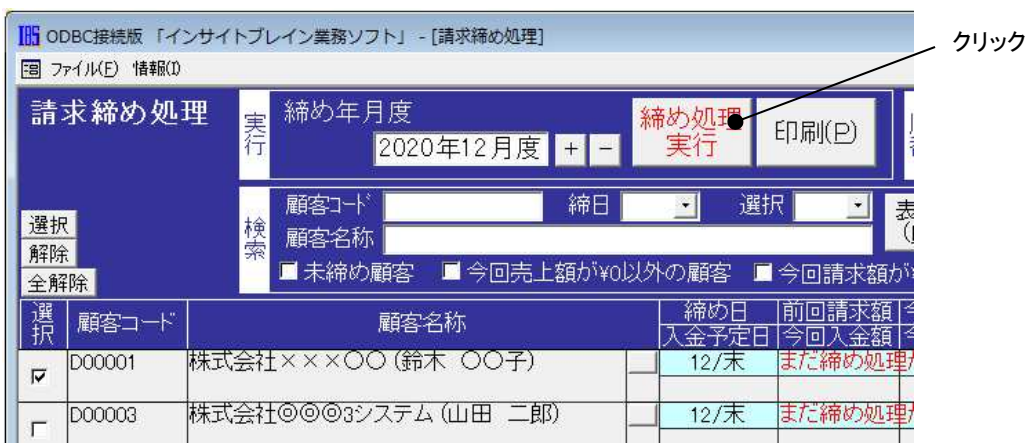 IBS ODBC接続版 「インサイトブレイン業務ソフト」 - [請求締め処理]
クリック
ファイル(F) 情報(I)
請求締め処理
実行
締め年月度
2020年12月度 + -
締め処理
実行
印刷(P)
検索
顧客コード 締日 選択
表
顧客名称
未締め顧客 今回売上額が¥0以外の顧客 今回請求額が
選択
解除
全解除
選択 顧客コード 顧客名称 締め日 前回請求額
入金予定日 今回入金額
D00001 株式会社×××〇〇 (鈴木 〇〇子) 12/末 まだ締め処理
D00003 株式会社◎◎◎3システム (山田 二郎) 12/末 まだ締め処理